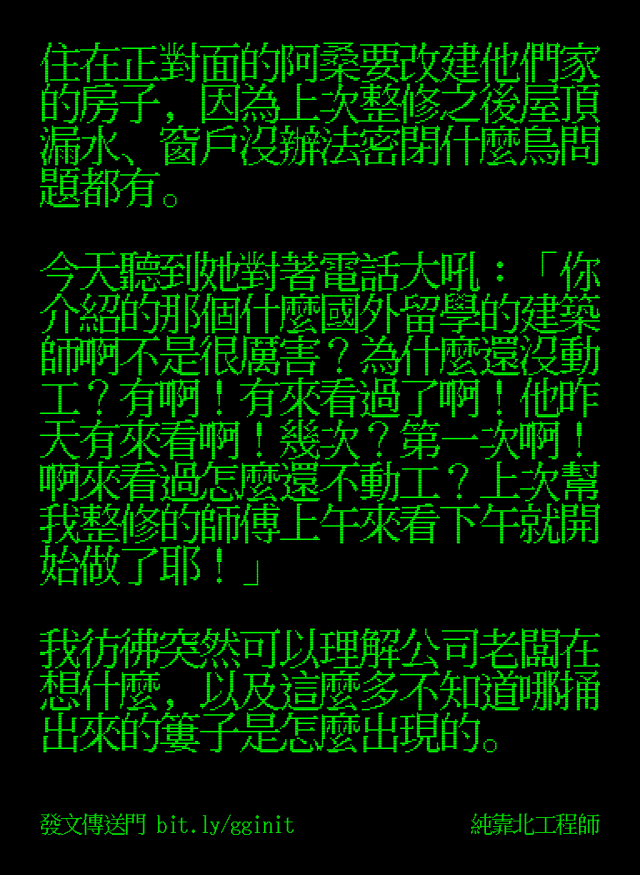 住在正對面的阿桑要改建他們家
的房子，因為上次整修之後屋頂
漏水、窗戶沒辦法密閉什麼鳥問
題都有。
今天聽到她對著電話大吼：「你
介紹的那個什麼國外留學的建築
師啊不是很厲害？為什麼還沒動
工？有啊！有來看過了啊！他昨
天有來看啊！幾次？第一次啊！
啊來看過怎麼還不動工？上次幫
我整修的師傅上午來看下午就開
始做了耶！」
我彷彿突然可以理解公司老闆在
想什麼，以及這麼多不知道哪捅
出來的簍子是怎麼出現的。
發文傳送門 bit.ly/gginit
純靠北工程師